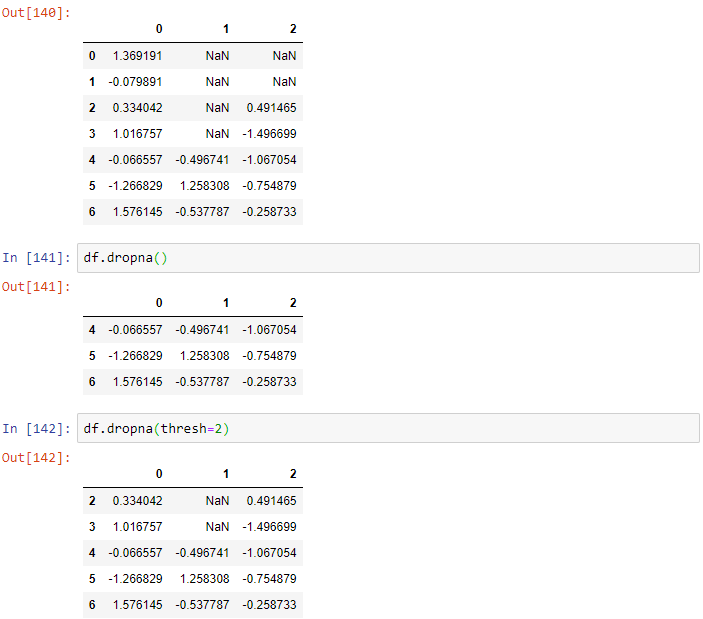 Out[140]:
0 1 2
0 1.369191 NaN NaN
1 -0.079891 NaN NaN
2 0.334042 NaN 0.491465
3 1.016757 NaN -1.496699
4 -0.066557 -0.496741 -1.067054
5 -1.266829 1.258308 -0.754879
6 1.576145 -0.537787 -0.258733
In [141]: df.dropna()
Out[141]:
0 1 2
4 -0.066557 -0.496741 -1.067054
5 -1.266829 1.258308 -0.754879
6 1.576145 -0.537787 -0.258733
In [142]: df.dropna(thresh=2)
Out[142]:
0 1 2
2 0.334042 NaN 0.491465
3 1.016757 NaN -1.496699
4 -0.066557 -0.496741 -1.067054
5 -1.266829 1.258308 -0.754879
6 1.576145 -0.537787 -0.258733